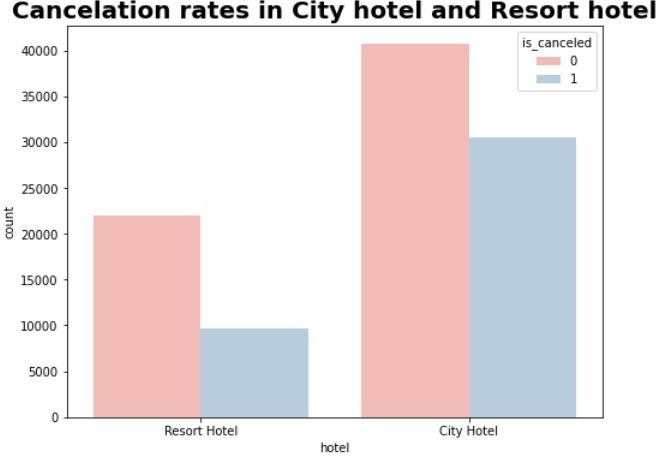 Cancelation rates in City hotel and Resort hotel
is_canceled
0
1
40000
35000
30000
25000
20000
15000
10000
5000
0
count
Resort Hotel
City Hotel
hotel